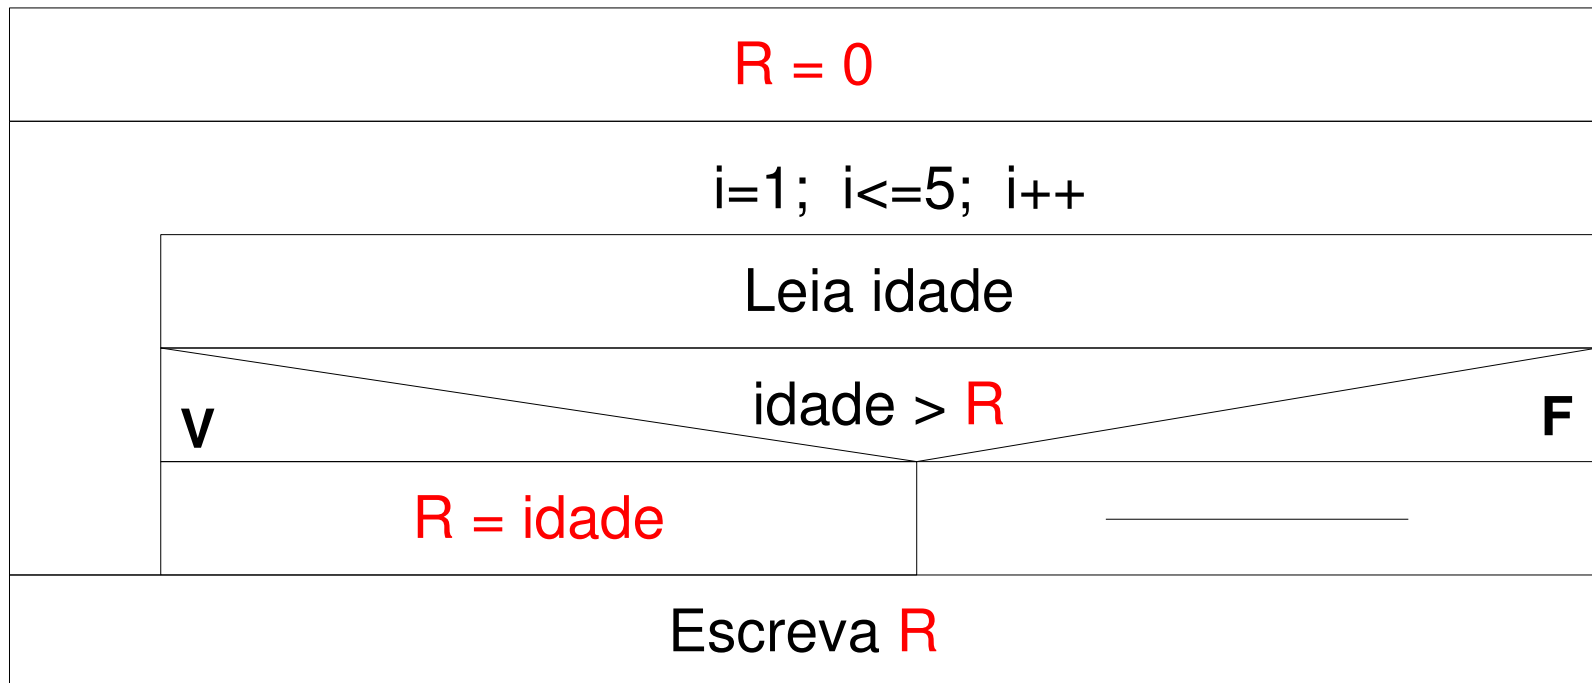 R = 0
i=1; i<=5; i++
Leia idade
idade > R
V
F
R = idade
Escreva R